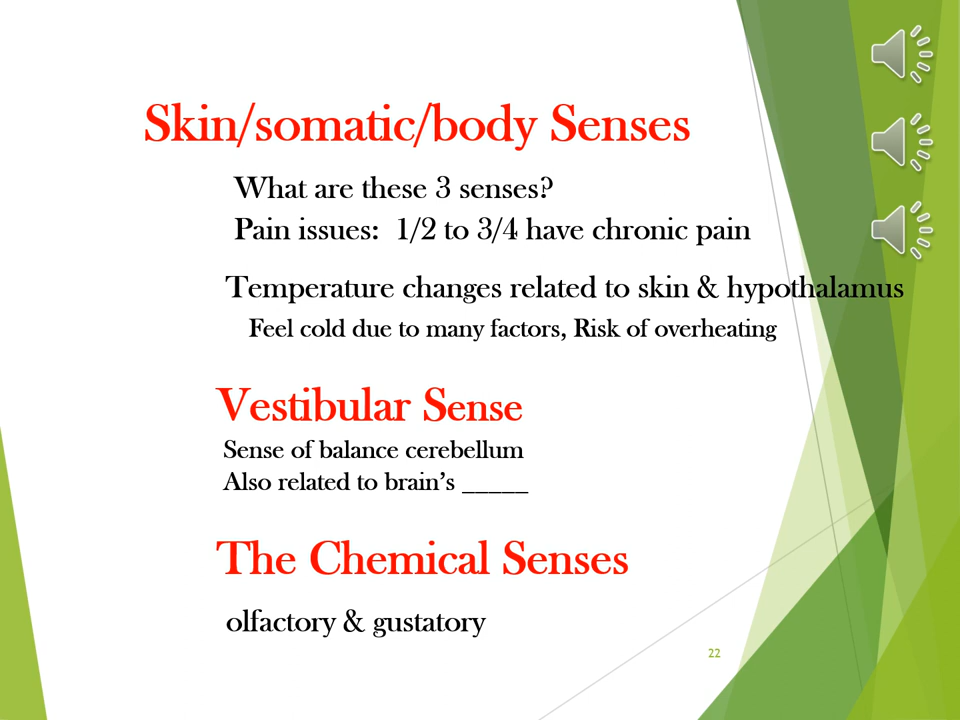 Skin/somatic/body Senses
What are these 3 senses?
Pain issues: 1/2 to 3/4 have chronic pain
Temperature changes related to skin & hypothalamus
Feel cold due to many factors, Risk of overheating
Vestibular Sense
Sense of balance cerebellum
Also related to brain's _____
The Chemical Senses
olfactory & gustatory
22